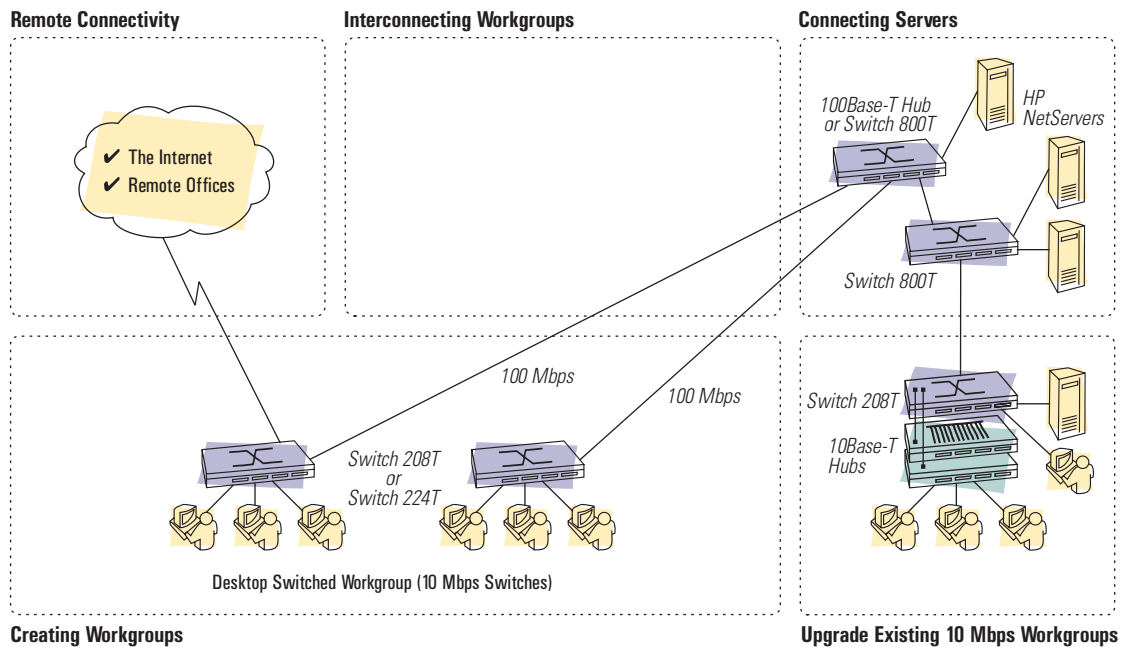 Remote Connectivity
Interconnecting Workgroups
Connecting Servers
✔ The Internet
✔ Remote Offices
100Base-T Hub
or Switch 800T
HP
NetServers
Switch 800T
100 Mbps
100 Mbps
Switch 208T
or
Switch 224T
Switch 208T
10Base-T
Hubs
Desktop Switched Workgroup (10 Mbps Switches)
Creating Workgroups
Upgrade Existing 10 Mbps Workgroups